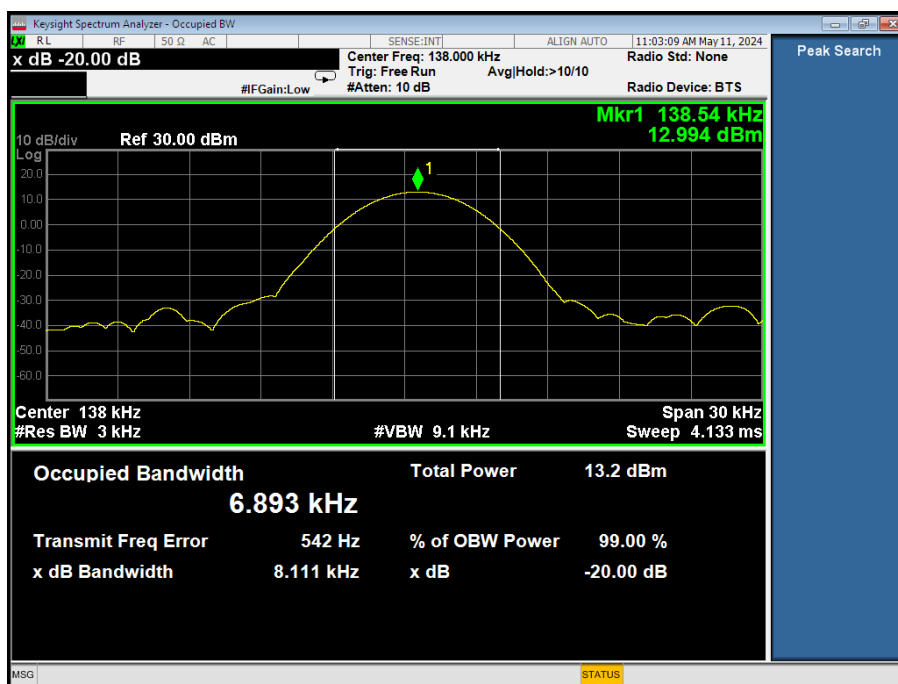 Keysight Spectrum Analyzer - Occupied BW
LXI RL RF 50 Ω AC SENSE:INT ALIGN AUTO 11:03:09 AM May 11, 2024
x dB -20.00 dB
Center Freq: 138.000 kHz Radio Std: None
Trig: Free Run Avg|Hold:>10/10
#IFGain:Low #Atten: 10 dB Radio Device: BTS
Peak Search
Mkr1 138.54 kHz
12.994 dBm
10 dB/div Ref 30.00 dBm
Log
20.0
1
10.0
0.00
-10.0
-20.0
-30.0
-40.0
-50.0
-60.0
Center 138 kHz Span 30 kHz
#Res BW 3 kHz #VBW 9.1 kHz Sweep 4.133 ms
Occupied Bandwidth Total Power 13.2 dBm
6.893 kHz
Transmit Freq Error 542 Hz % of OBW Power 99.00 %
x dB Bandwidth 8.111 kHz x dB -20.00 dB
MSG STATUS